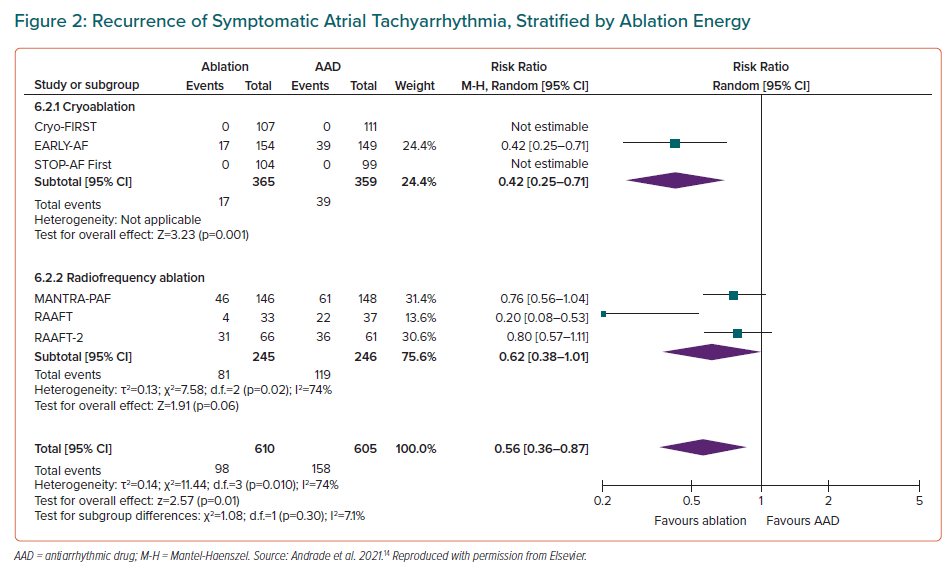 Figure 2: Recurrence of Symptomatic Atrial Tachyarrhythmia, Stratified by Ablation Energy
Ablation AAD Risk Ratio Risk Ratio
Study or subgroup Events Total Events Total Weight M-H, Random [95% CI] Random [95% CI]
6.2.1 Cryoablation
Cryo-FIRST 0 107 0 111 Not estimable
EARLY-AF 17 154 39 149 24.4% 0.42 [0.25–0.71]
STOP-AF First 0 104 0 99 Not estimable
Subtotal [95% CI] 365 359 24.4% 0.42 [0.25–0.71]
Total events 17 39
Heterogeneity: Not applicable
Test for overall effect: Z=3.23 (p=0.001)
6.2.2 Radiofrequency ablation
MANTRA-PAF 46 146 61 148 31.4% 0.76 [0.56–1.04]
RAAFT 4 33 22 37 13.6% 0.20 [0.08–0.53]
RAAFT-2 31 66 36 61 30.6% 0.80 [0.57–1.11]
Subtotal [95% CI] 245 246 75.6% 0.62 [0.38–1.01]
Total events 81 119
Heterogeneity: τ²=0.13; χ²=7.58; d.f.=2 (p=0.02); I²=74%
Test for overall effect: Z=1.91 (p=0.06)
Total [95% CI] 610 605 100.0% 0.56 [0.36–0.87]
Total events 98 158
Heterogeneity: τ²=0.14; χ²=11.44; d.f.=3 (p=0.010); I²=74%
Test for overall effect: z=2.57 (p=0.01)
Test for subgroup differences: χ²=1.08; d.f.=1 (p=0.30); I²=7.1%
0.2 0.5 1 2 5
Favours ablation Favours AAD
AAD = antiarrhythmic drug; M-H = Mantel-Haenszel. Source: Andrade et al. 2021.¹⁴ Reproduced with permission from Elsevier.